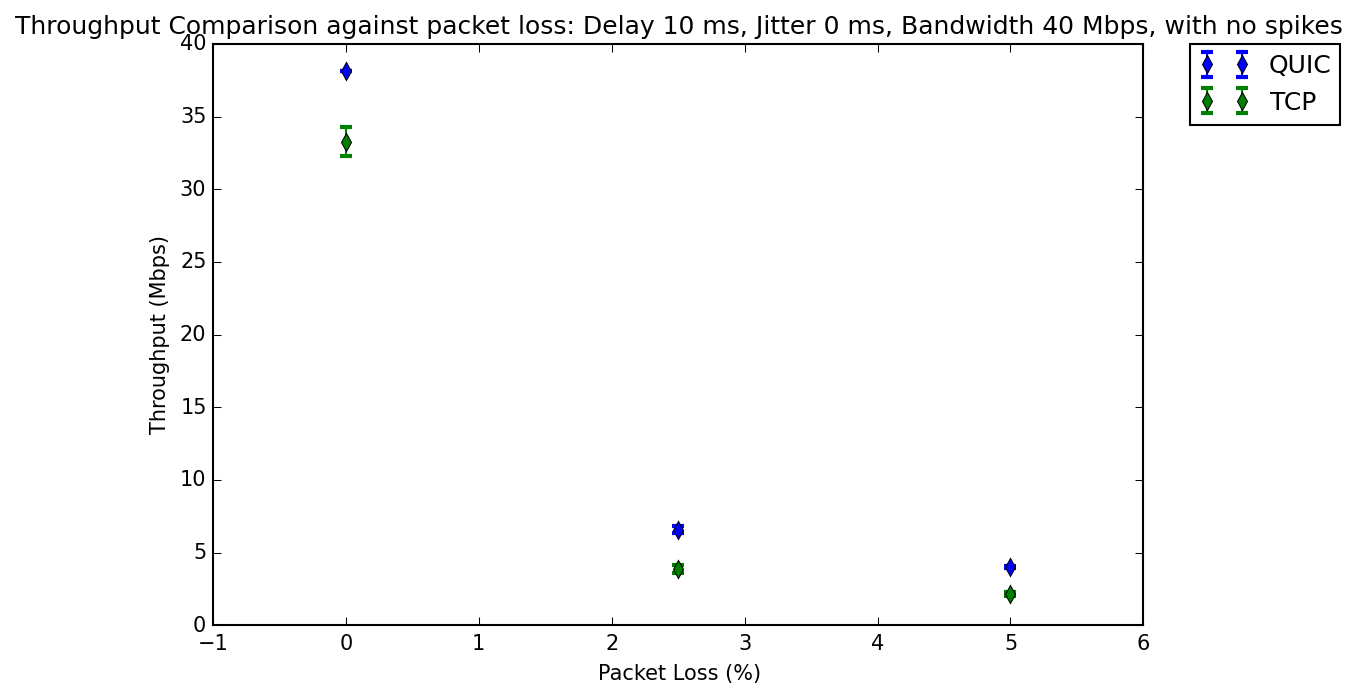 Throughput Comparison against packet loss: Delay 10 ms, Jitter 0 ms, Bandwidth 40 Mbps, with no spikes
QUIC
TCP
Throughput (Mbps)
40
35
30
25
20
15
10
5
0
−1 0 1 2 3 4 5 6
Packet Loss (%)